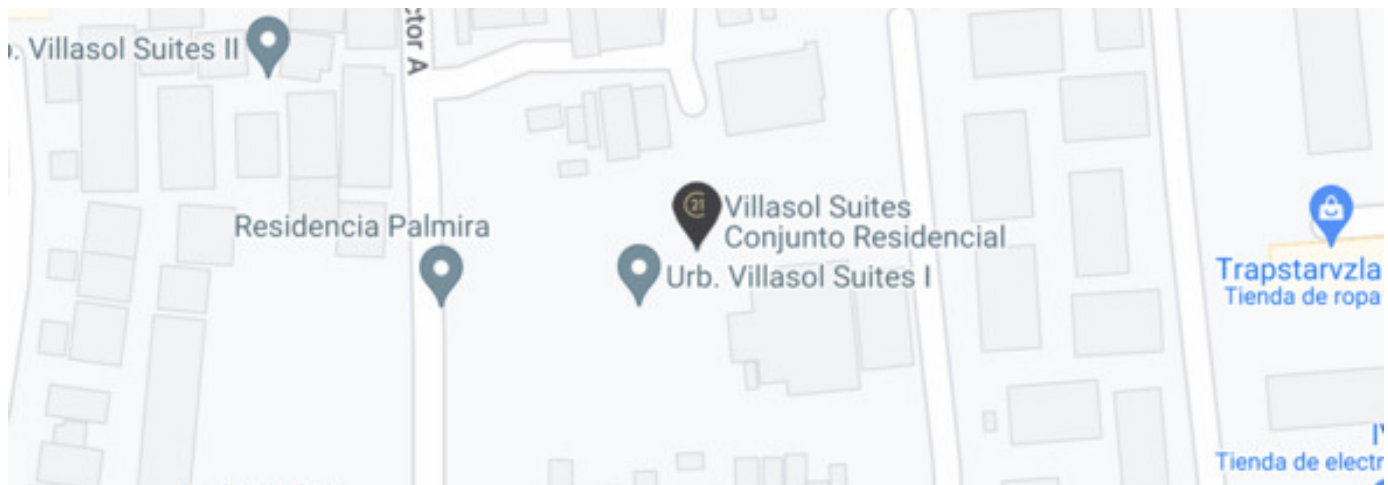 Villasol Suites II
ctor A
21
Villasol Suites
Conjunto Residencial
Residencia Palmira
Urb. Villasol Suites I
Trapstarvzla
Tienda de ropa
Tienda de electr